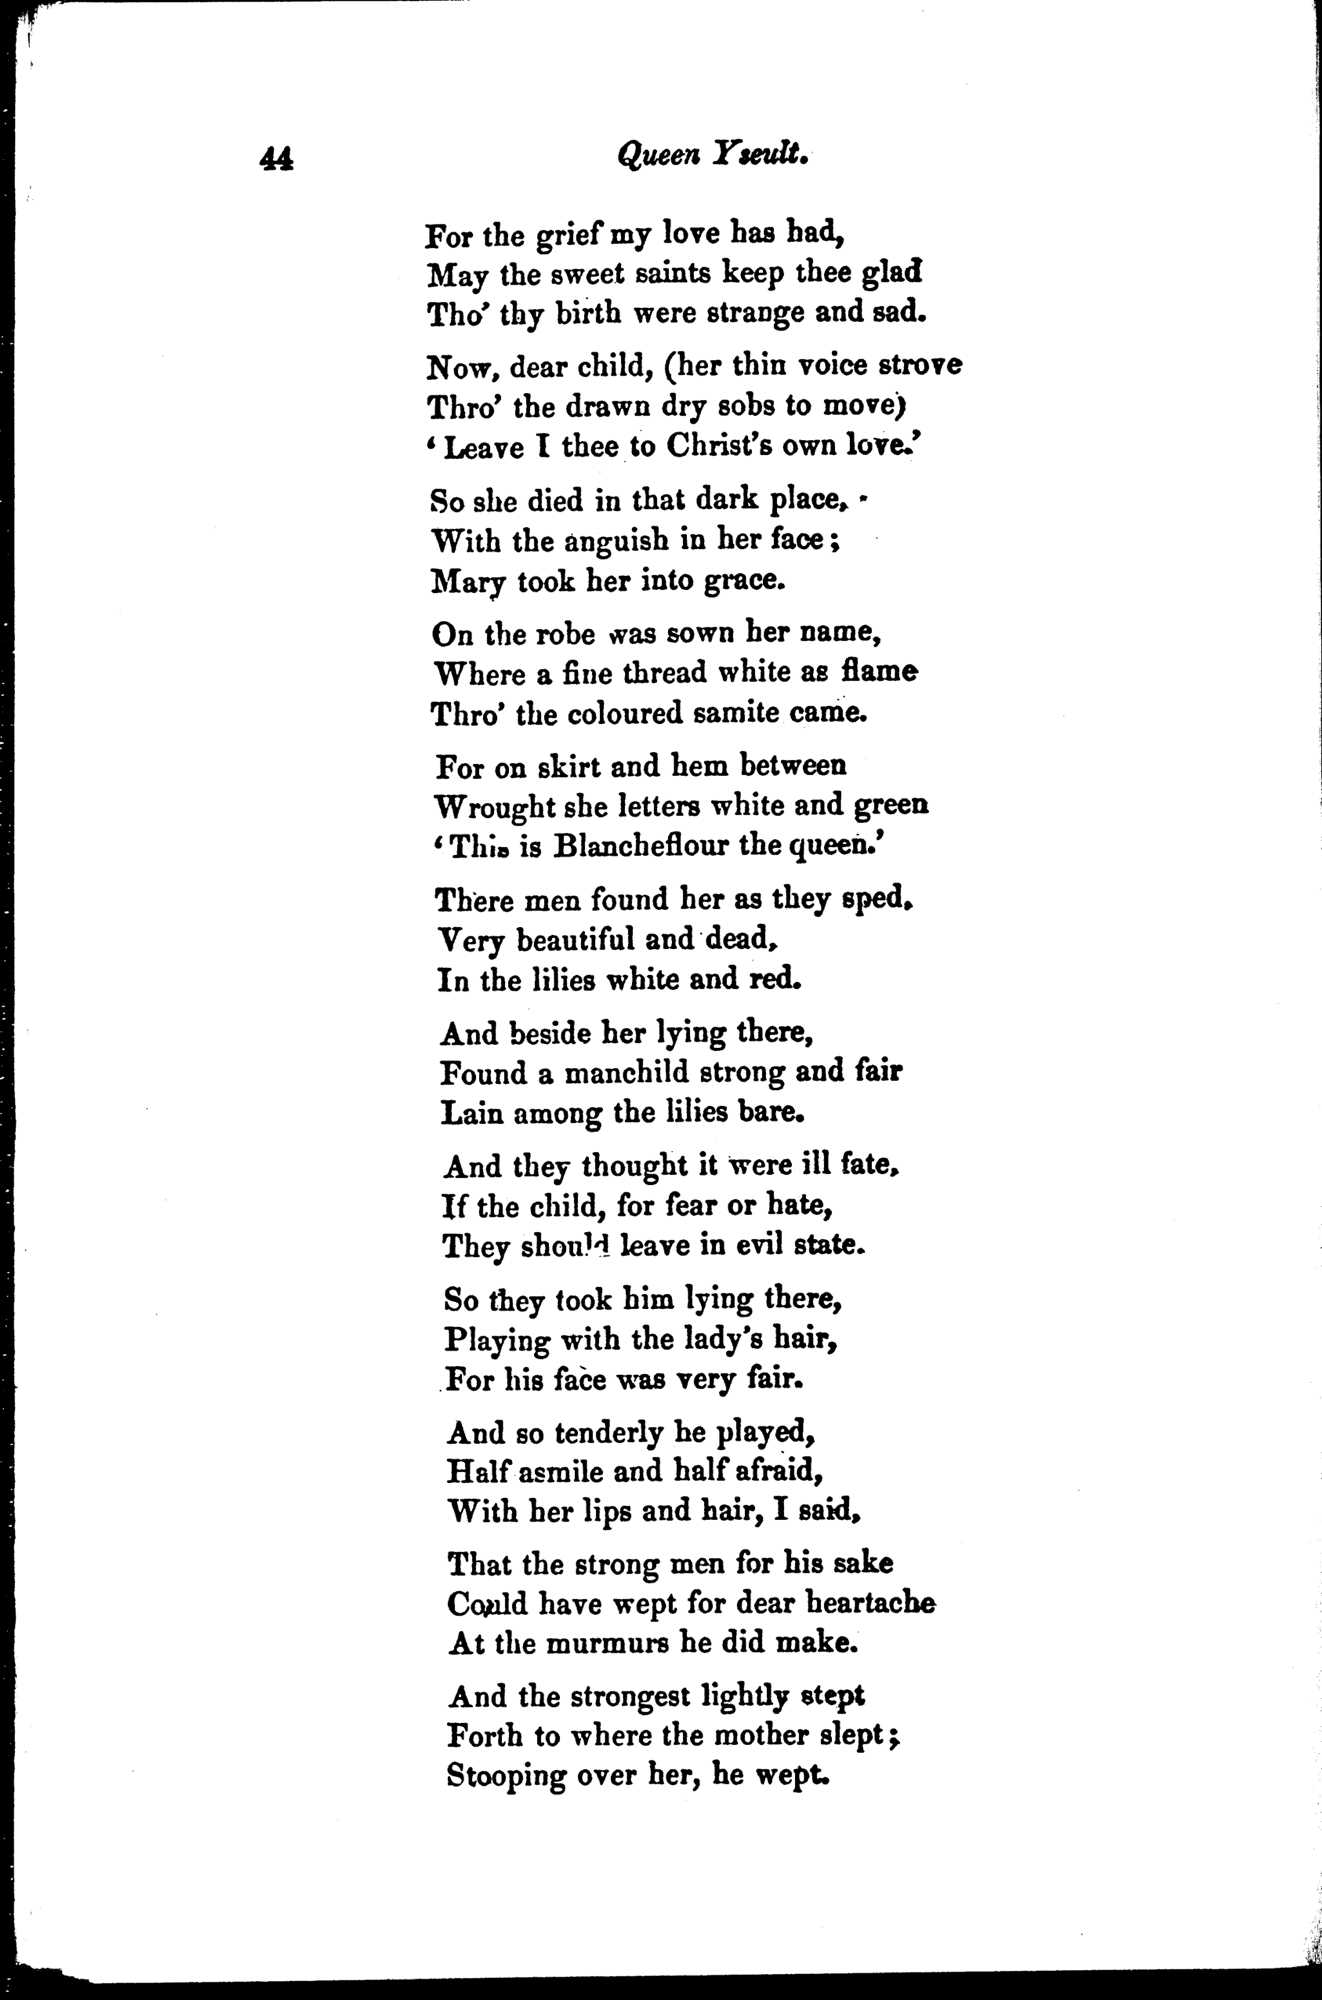 44
Queen Yseult.
For the grief my love has had,
May the sweet saints keep thee glad
Tho’ thy birth were strange and sad.
Now, dear child, (her thin voice strove
Thro’ the drawn dry sobs to move)
‘Leave I thee to Christ’s own love.’
So she died in that dark place,
With the anguish in her face;
Mary took her into grace.
On the robe was sown her name,
Where a fine thread white as flame
Thro’ the coloured samite came.
For on skirt and hem between
Wrought she letters white and green
‘This is Blancheflour the queen.’
There men found her as they sped,
Very beautiful and dead,
In the lilies white and red.
And beside her lying there,
Found a manchild strong and fair
Lain among the lilies bare.
And they thought it were ill fate,
If the child, for fear or hate,
They should leave in evil state.
So they took him lying there,
Playing with the lady’s hair,
For his face was very fair.
And so tenderly he played,
Half asmile and half afraid,
With her lips and hair, I said,
That the strong men for his sake
Could have wept for dear heartache
At the murmurs he did make.
And the strongest lightly stept
Forth to where the mother slept;
Stooping over her, he wept.